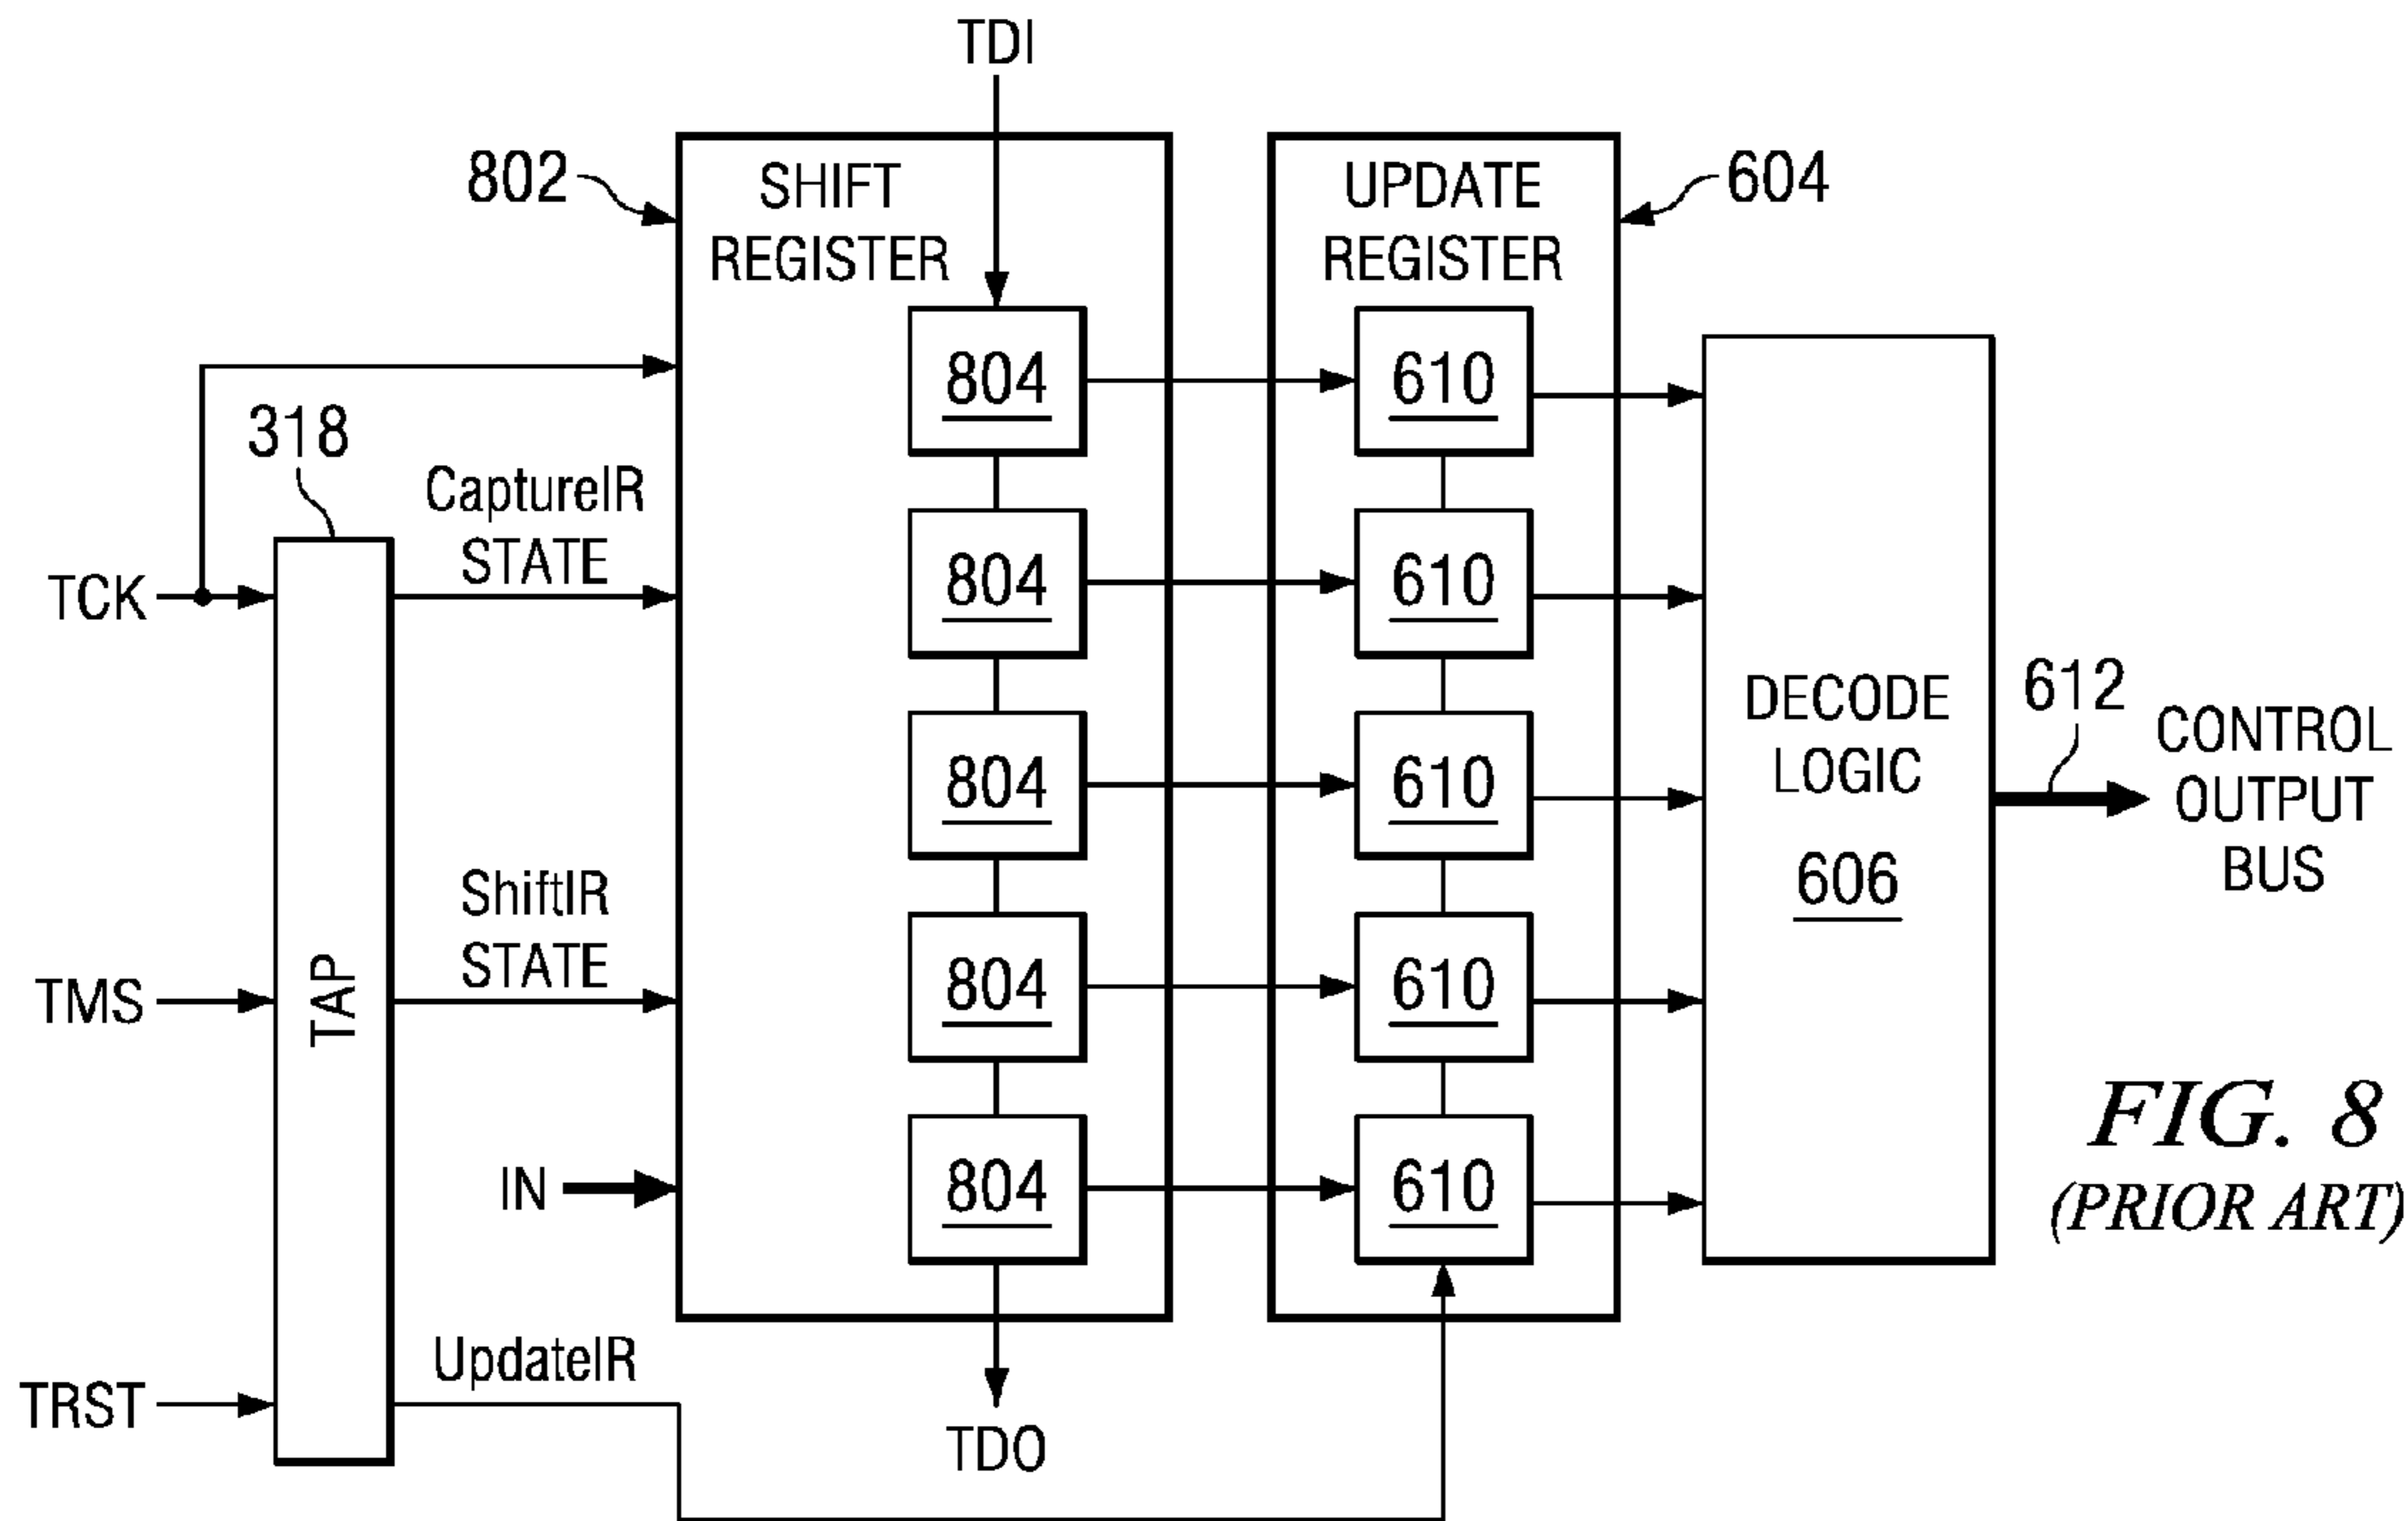 TDI
802
SHIFT
REGISTER
UPDATE
REGISTER
604
804
610
318
CaptureIR
STATE
TCK
804
610
804
610
DECODE
LOGIC
606
612
CONTROL
OUTPUT
BUS
ShiftIR
STATE
TMS
TAP
804
610
IN
804
610
FIG. 8
(PRIOR ART)
UpdateIR
TRST
TDO